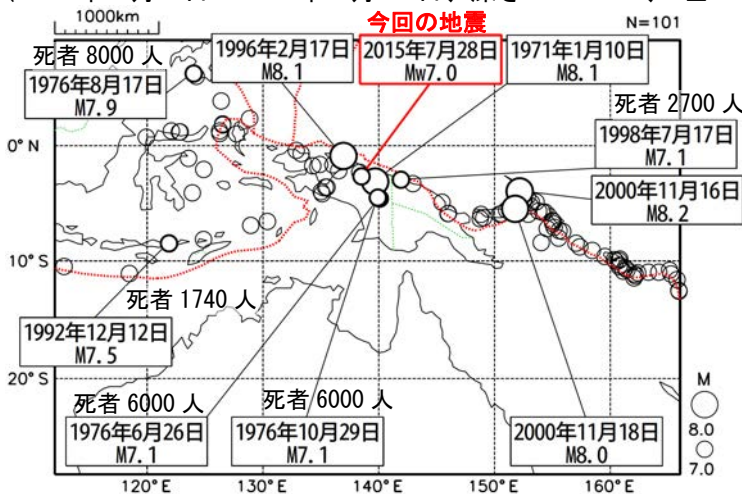 1000km
今回の地震
N=101
死者 8000 人
1976年8月17日
M7.9
1996年2月17日
M8.1
2015年7月28日
Mw7.0
1971年1月10日
M8.1
死者 2700 人
1998年7月17日
M7.1
2000年11月16日
M8.2
0° N
10° S
20° S
死者 1740 人
1992年12月12日
M7.5
死者 6000 人
1976年6月26日
M7.1
死者 6000 人
1976年10月29日
M7.1
2000年11月18日
M8.0
M
8.0
7.0
120°E
130°E
140°E
150°E
160°E